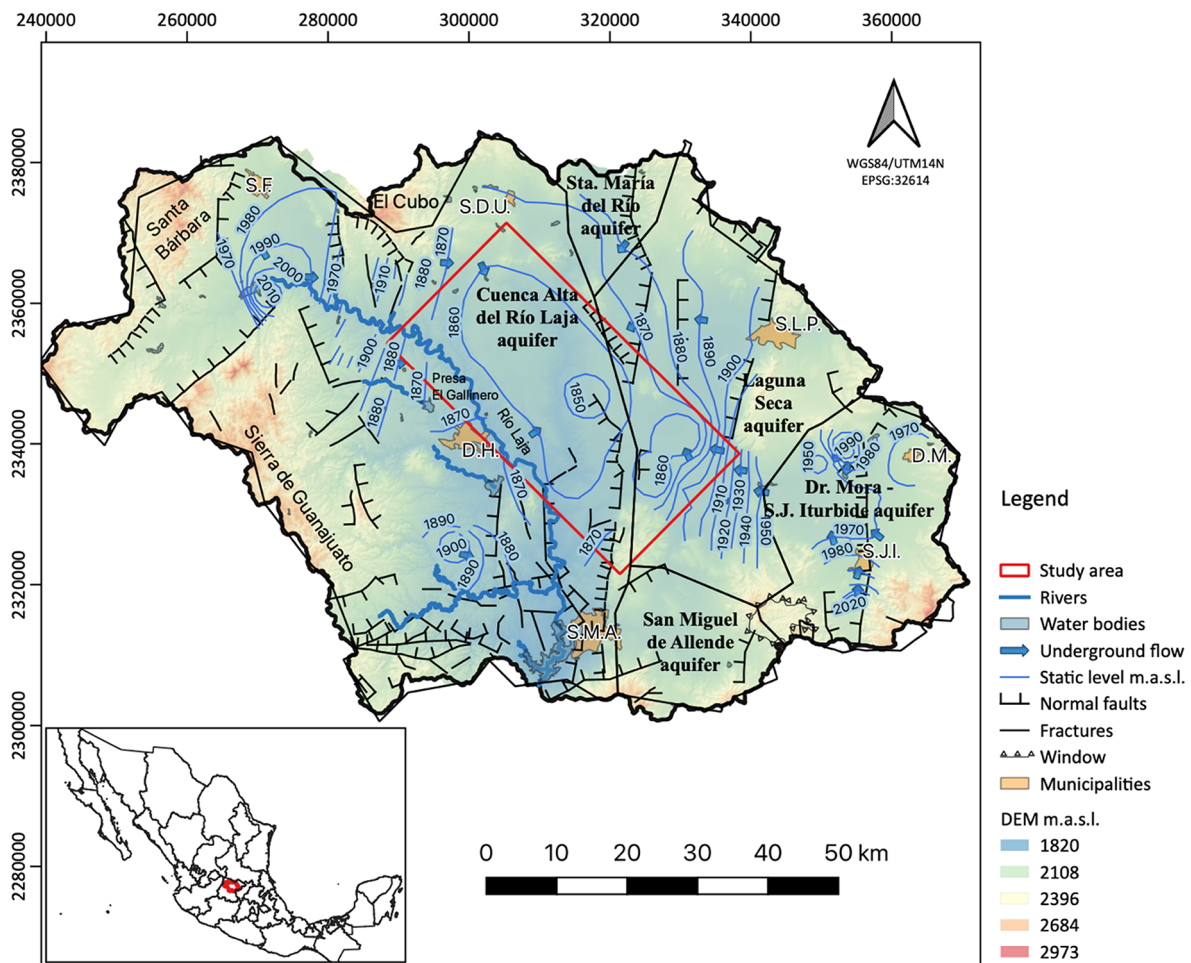 240000
260000
280000
300000
320000
340000
360000
2380000
2360000
2340000
2320000
2300000
2280000
WGS84/UTM14N
EPSG:32614
S.F.
Santa
Bárbara
El Cubo
S.D.U.
Sta. María
del Río
aquifer
Cuenca Alta
del Río Laja
aquifer
S.L.P.
Laguna
Seca
aquifer
Presa
El Gallinero
Río Laja
D.H.
Sierra de Guanajuato
D.M.
Dr. Mora -
S.J. Iturbide aquifer
S.J.I.
San Miguel
de Allende
aquifer
S.M.A.
1980
1990
2000
2010
1970
1970
1910
1880
1870
1860
1900
1880
1870
1880
1870
1870
1850
1870
1880
1890
1900
1860
1910
1920
1930
1940
1950
1870
1890
1900
1890
1880
1950
1990
1980
1970
1970
1980
2020
Legend
Study area
Rivers
Water bodies
Underground flow
Static level m.a.s.l.
Normal faults
Fractures
Window
Municipalities
DEM m.a.s.l.
1820
2108
2396
2684
2973
0 10 20 30 40 50 km